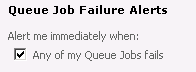 Queue Job Failure Alerts
Alert me immediately when:
Any of my Queue Jobs fails